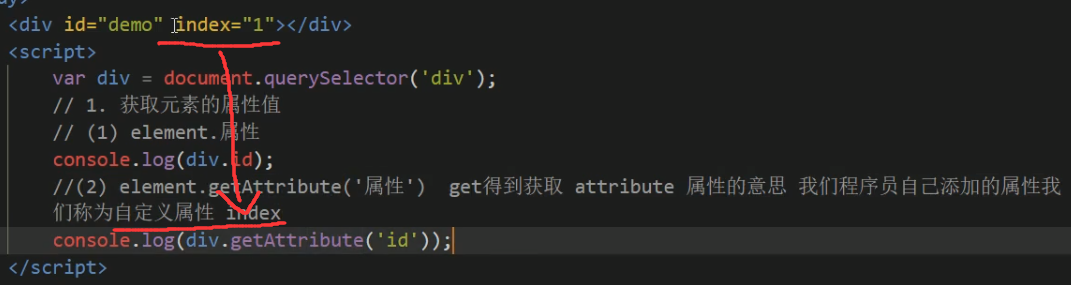 dy>
<div id="demo" index="1"></div>
<script>
var div = document.querySelector('div');
// 1. 获取元素的属性值
// (1) element.属性
console.log(div.id);
//(2) element.getAttribute('属性')  get得到获取 attribute 属性的意思 我们程序员自己添加的属性我
们称为自定义属性 index
console.log(div.getAttribute('id'));
</script>